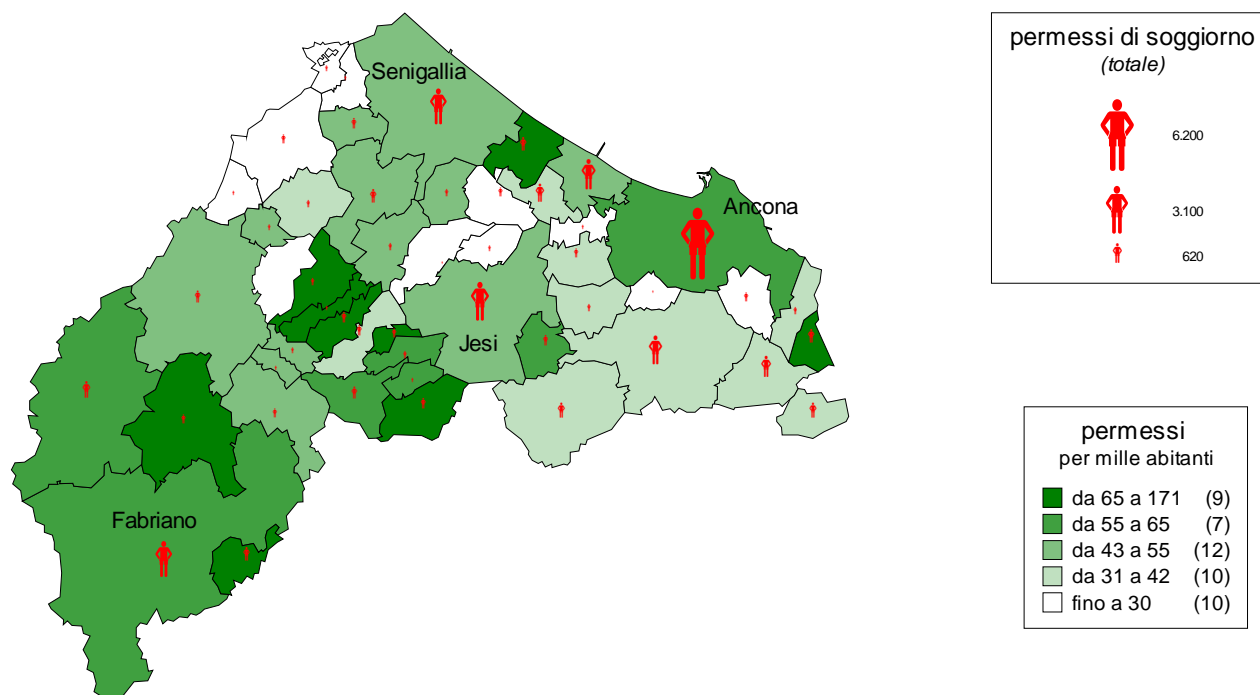 Senigallia
Ancona
Jesi
Fabriano
permessi di soggiorno
(totale)
6.200
3.100
620
permessi
per mille abitanti
da 65 a 171 (9)
da 55 a 65 (7)
da 43 a 55 (12)
da 31 a 42 (10)
fino a 30 (10)